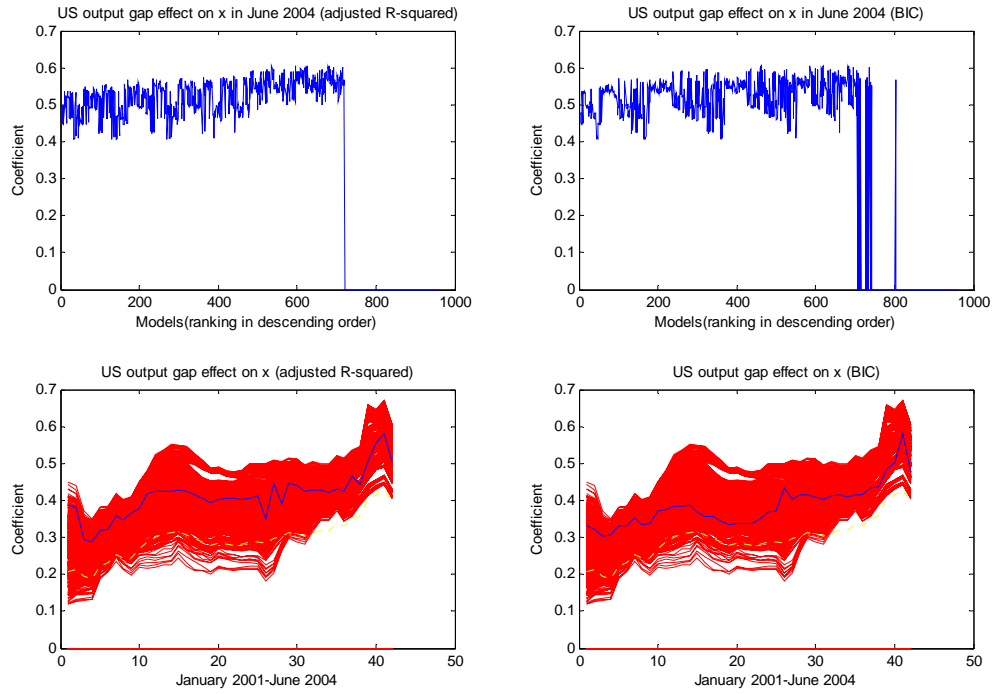 US output gap effect on x in June 2004 (adjusted R-squared)
0.7
0.6
0.5
0.4
0.3
0.2
0.1
0
Coefficient
0 200 400 600 800 1000
Models(ranking in descending order)
US output gap effect on x in June 2004 (BIC)
0.7
0.6
0.5
0.4
0.3
0.2
0.1
0
Coefficient
0 200 400 600 800 1000
Models(ranking in descending order)
US output gap effect on x (adjusted R-squared)
0.7
0.6
0.5
0.4
0.3
0.2
0.1
0
Coefficient
0 10 20 30 40 50
January 2001-June 2004
US output gap effect on x (BIC)
0.7
0.6
0.5
0.4
0.3
0.2
0.1
0
Coefficient
0 10 20 30 40 50
January 2001-June 2004